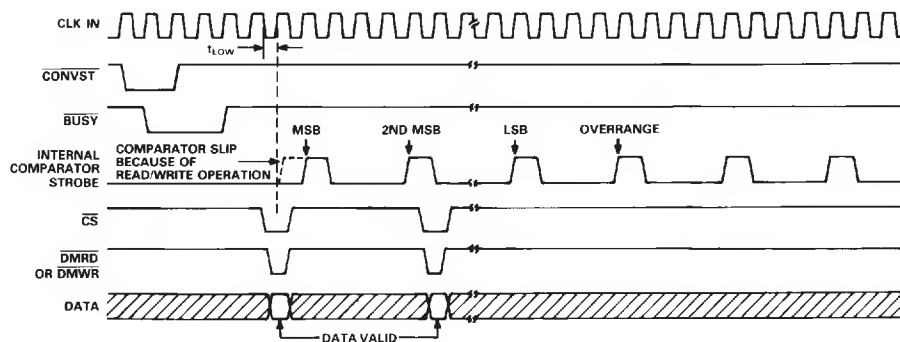 CLK IN
tLOW
CONVST
BUSY
MSB
2ND MSB
LSB
OVERRANGE
INTERNAL
COMPARATOR
STROBE
COMPARATOR SLIP
BECAUSE OF
READ/WRITE OPERATION
CS
DMRD
OR DMWR
DATA
DATA VALID